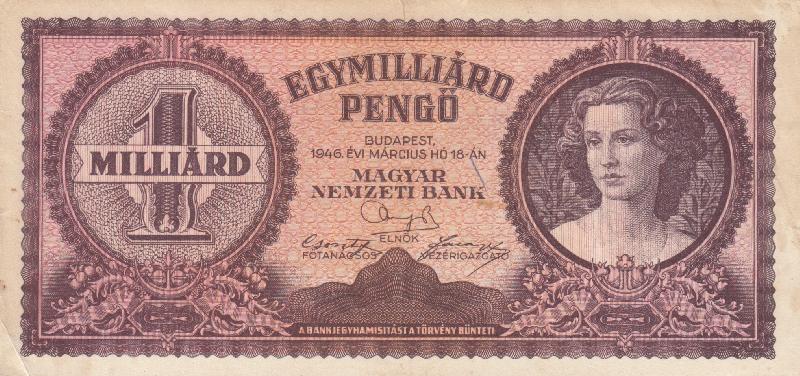 1
MILLIÁRD
EGYMILLIÁRD
PENGŐ
BUDAPEST,
1946. ÉVI MÁRCIUS HÓ 18-ÁN
MAGYAR
NEMZETI BANK
ELNÖK
FŐTANÁCSOS VEZÉRIGAZGATÓ
A BANKJEGYHAMISÍTÁST A TÖRVÉNY BÜNTETI